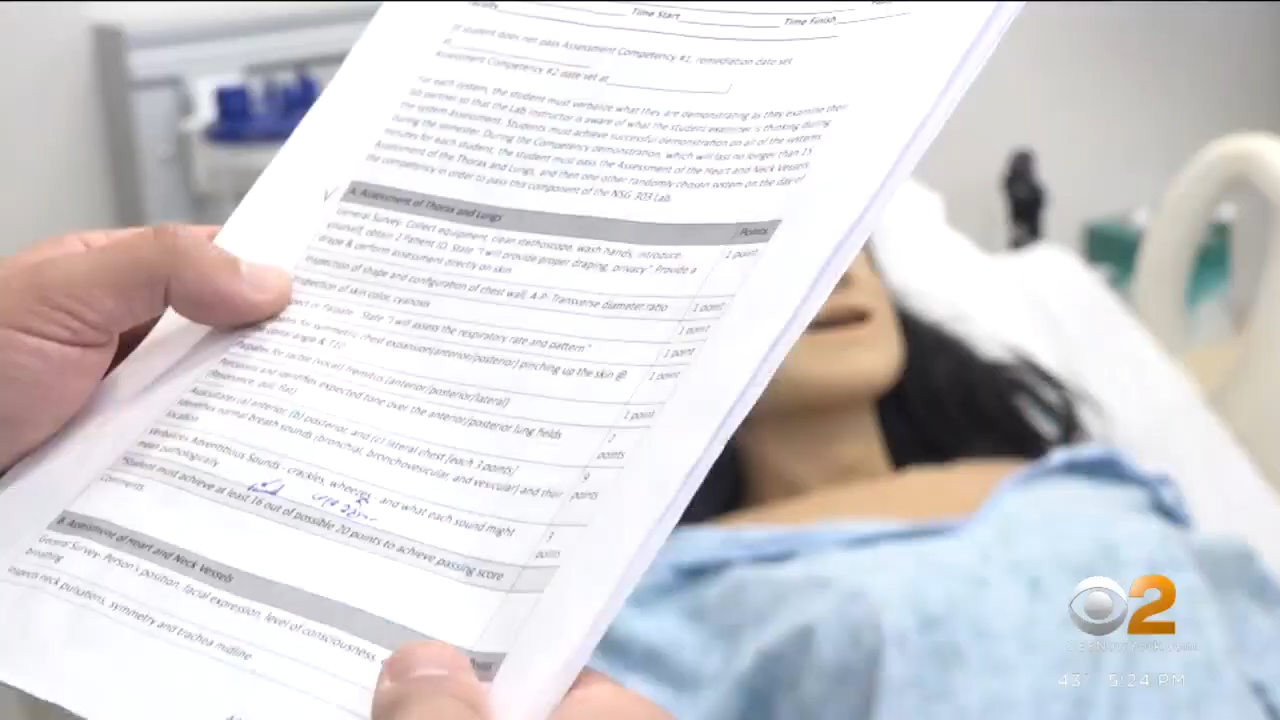 Time Start
Time Finish
If student does not pass Assessment Competency #1, remediation date set
at
Assessment Competency #2 date set at
For each system, the student must verbalize what they are demonstrating as they examine their
lab partner so that the Lab Instructor is aware of what the student examiner is thinking during
the system Assessment. Students must achieve successful demonstration on all of the systems
during the semester. During the Competency demonstration, which will last no longer than 15
minutes for each student, the student must pass the Assessment of the Heart and Neck Vessels,
Assessment of the Thorax and Lungs, and then one other randomly chosen system on the day of
the competency in order to pass this component of the NSG 303 Lab.
A. Assessment of Thorax and Lungs Points
General Survey: Collect equipment, clean stethoscope, wash hands, introduce 1 point
yourself, obtain 2 Patient ID. State "I will provide proper draping, privacy" Provide a
drape & perform assessment directly on skin
Inspection of shape and configuration of chest wall, A.P: Transverse diameter ratio 1 point
Inspection of skin color, cyanosis 1 point
or Palpate. State "I will assess the respiratory rate and pattern" 1 point
for symmetric chest expansion(anterior/posterior) pinching up the skin @ 1 point
costal angle & T10
Palpates for tactile (vocal) fremitus (anterior/posterior/lateral) 1 point
Percusses and identifies expected tone over the anterior/posterior lung fields 2
(Resonance, dull, flat) points
Auscultates (a) anterior, (b) posterior, and (c) lateral chest [each 3 points] 9
Identifies normal breath sounds (bronchial, bronchovesicular, and vesicular) and their points
location
Verbalizes Adventitious Sounds - crackles, wheezes, and what each sound might 3
mean pathologically points
*Student must achieve at least 16 out of possible 20 points to achieve passing score
Comments:
B. Assessment of Heart and Neck Vessels
General Survey: Person's position, facial expression, level of consciousness,
breathing
Inspects neck pulsations, symmetry and trachea midline
2
43° 5:24 PM